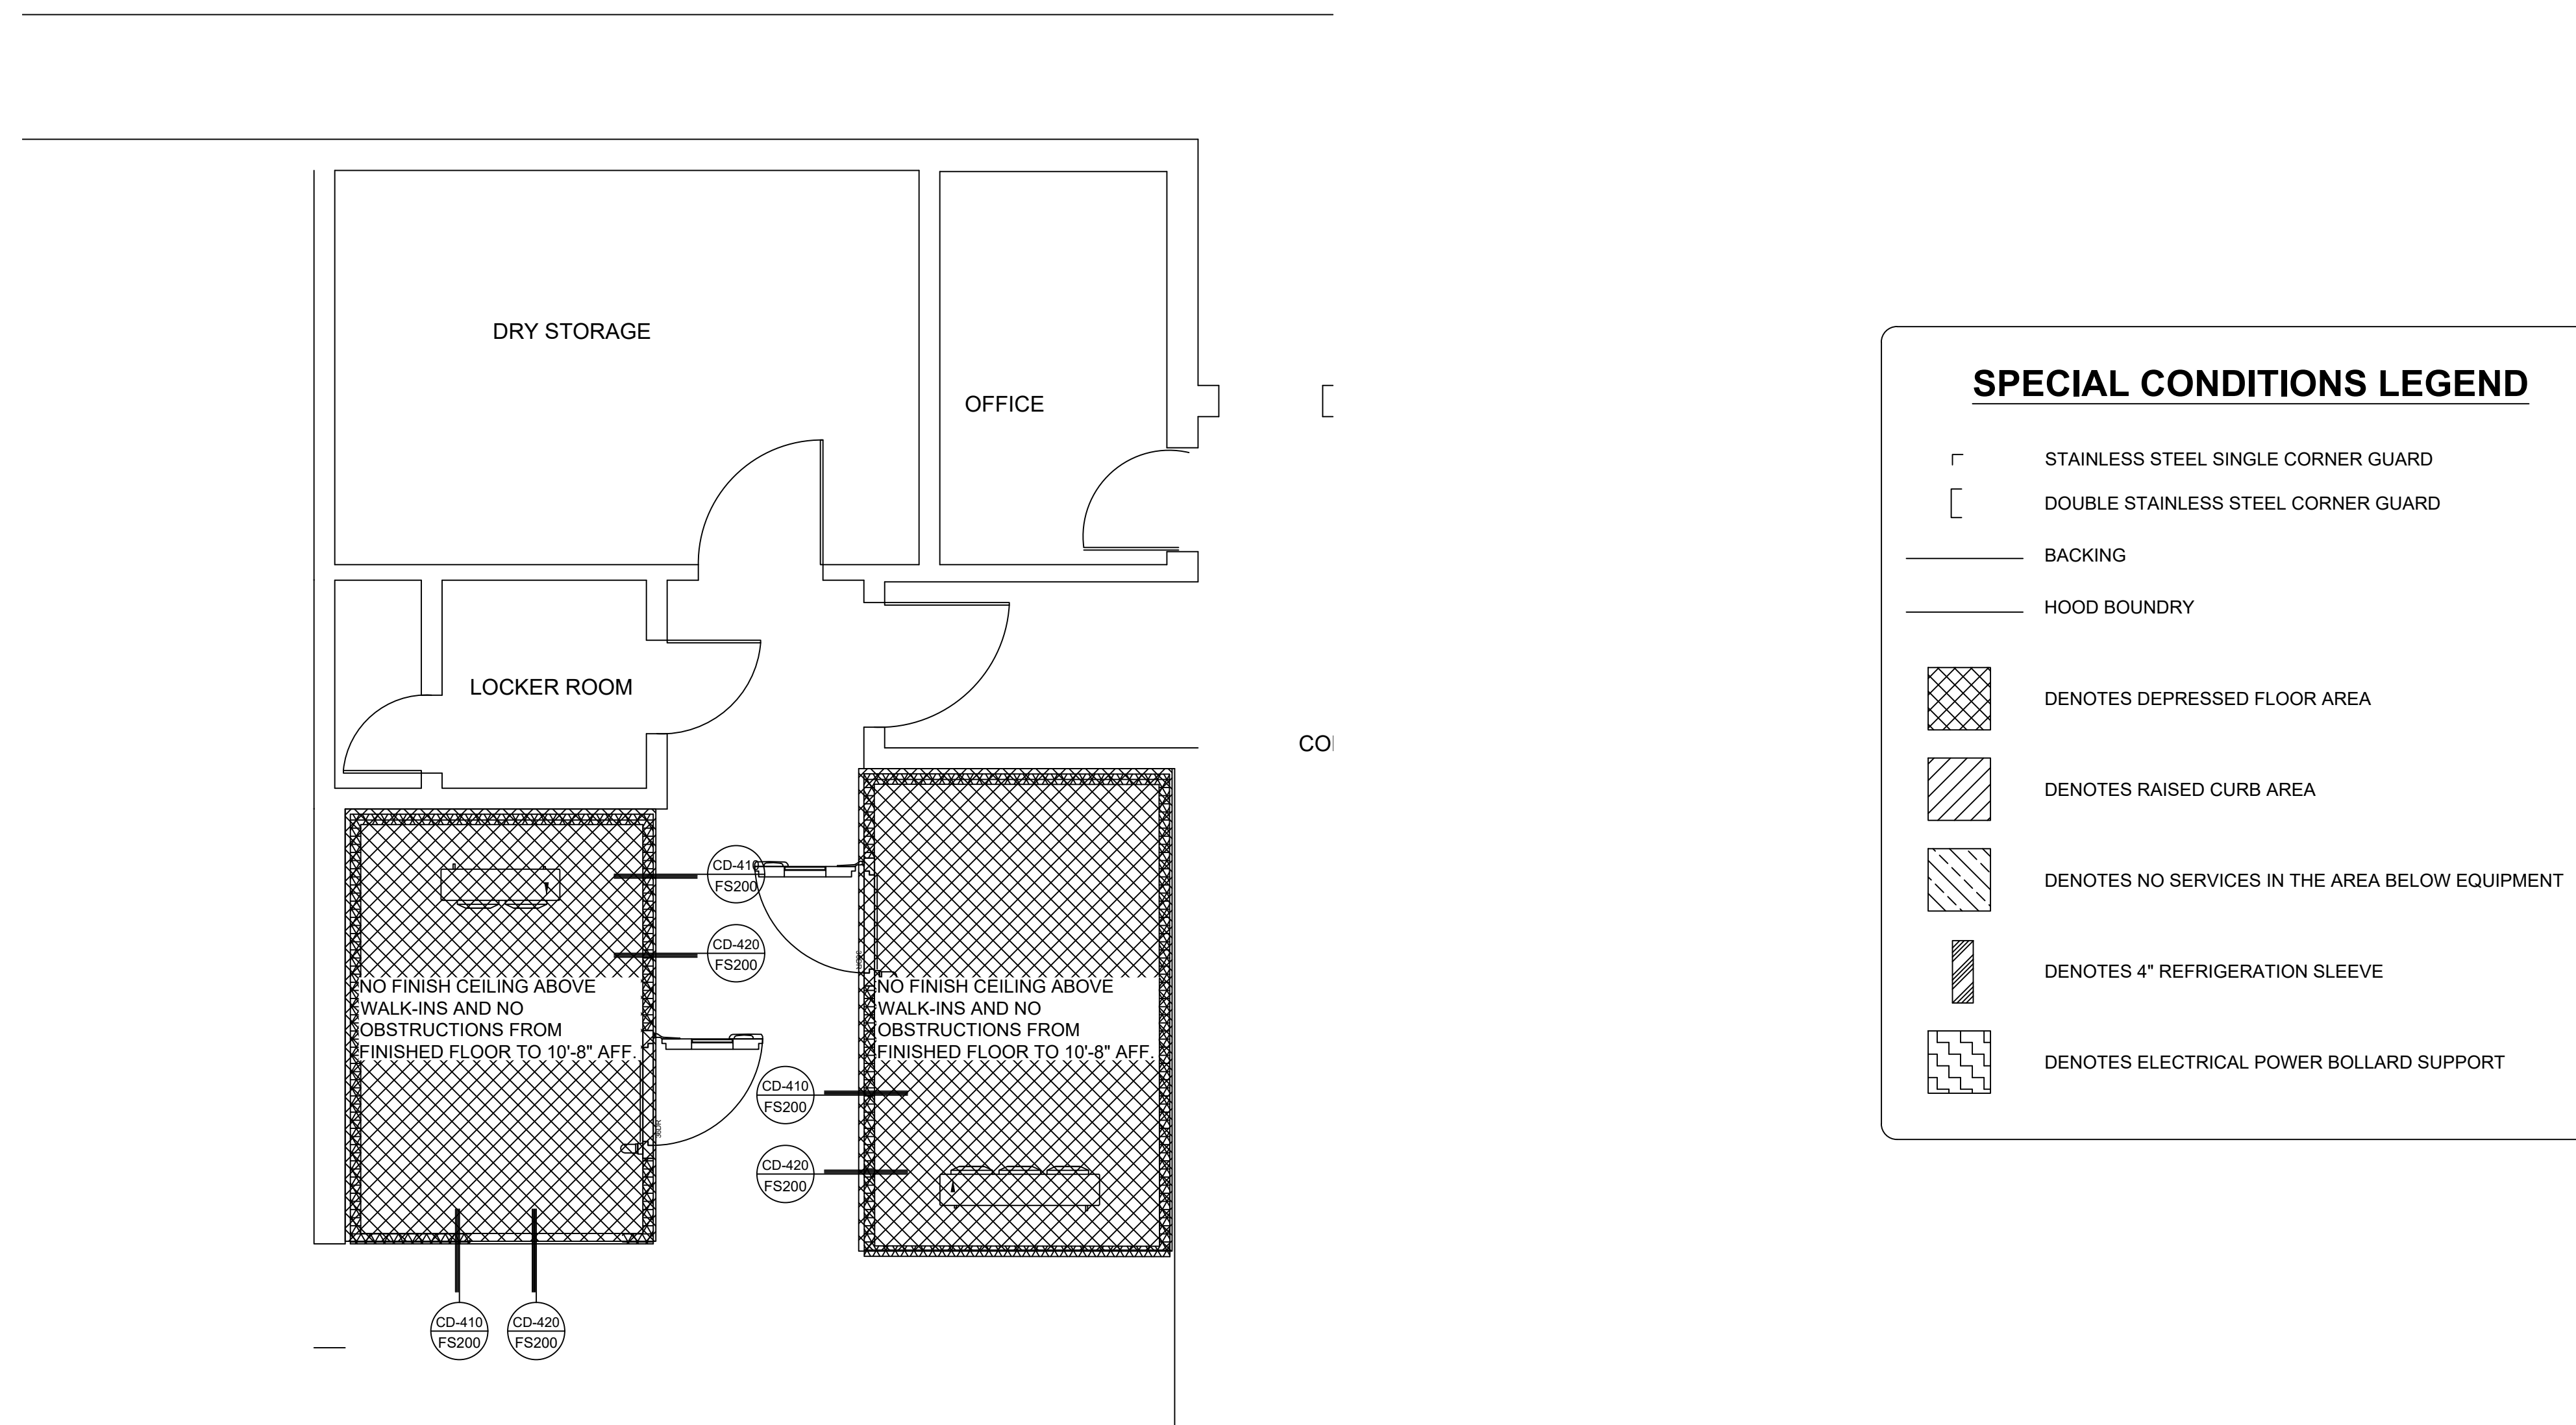 DRY STORAGE
OFFICE
LOCKER ROOM
CD-410
FS200
CD-420
FS200
NO FINISH CEILING ABOVE
WALK-INS AND NO
OBSTRUCTIONS FROM
FINISHED FLOOR TO 10'-8" AFF.
NO FINISH CEILING ABOVE
WALK-INS AND NO
OBSTRUCTIONS FROM
FINISHED FLOOR TO 10'-8" AFF.
CD-410
FS200
36DR
CD-420
FS200
CD-410
FS200
CD-420
FS200
SPECIAL CONDITIONS LEGEND
STAINLESS STEEL SINGLE CORNER GUARD
DOUBLE STAINLESS STEEL CORNER GUARD
BACKING
HOOD BOUNDRY
DENOTES DEPRESSED FLOOR AREA
DENOTES RAISED CURB AREA
DENOTES NO SERVICES IN THE AREA BELOW EQUIPMENT
DENOTES 4" REFRIGERATION SLEEVE
DENOTES ELECTRICAL POWER BOLLARD SUPPORT